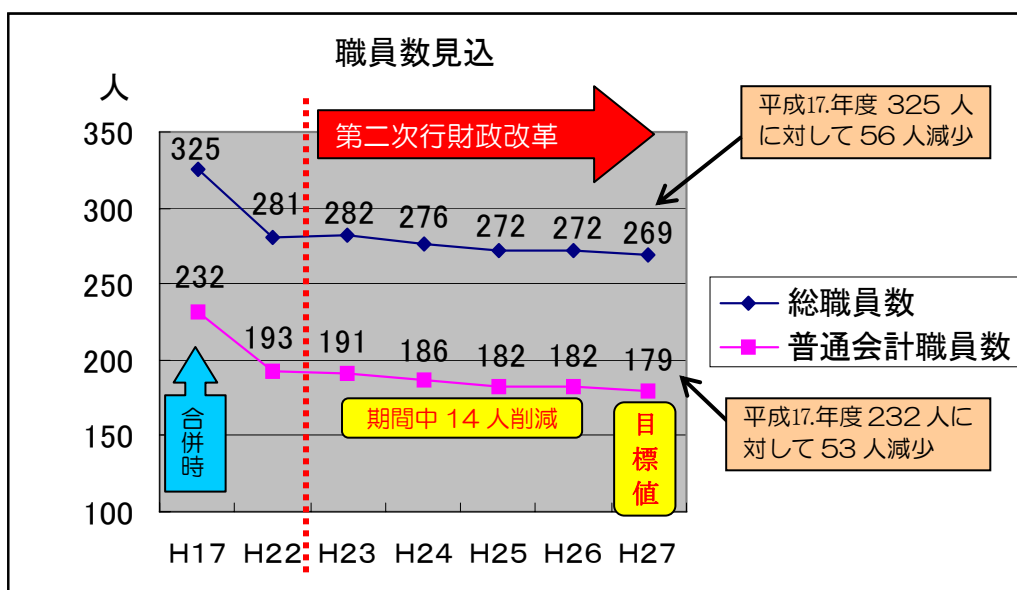 職員数見込
人
第二次行財政改革
平成17.年度 325 人
に対して 56 人減少
350
300
250
200
150
100
325
281
282
276
272
272
269
232
193
191
186
182
182
179
総職員数
普通会計職員数
合併時
期間中 14 人削減
目標値
平成17.年度 232 人に
対して 53 人減少
H17
H22
H23
H24
H25
H26
H27